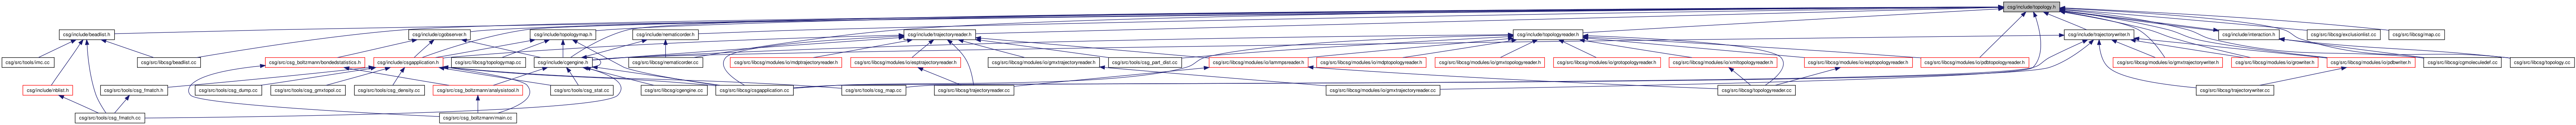 csg/include/topology.h
csg/include/beadlist.h
csg/include/cgobserver.h
csg/include/topologymap.h
csg/include/nematicorder.h
csg/include/trajectoryreader.h
csg/include/topologyreader.h
csg/include/trajectorywriter.h
csg/include/interaction.h
csg/src/libcsg/exclusionlist.cc
csg/src/libcsg/map.cc
csg/src/tools/imc.cc
csg/src/libcsg/beadlist.cc
csg/src/csg_boltzmann/bondedstatistics.h
csg/include/csgapplication.h
csg/src/libcsg/topologymap.cc
csg/include/cgengine.h
csg/src/libcsg/nematicorder.cc
csg/src/libcsg/modules/io/mdptrajectoryreader.h
csg/src/libcsg/modules/io/esptrajectoryreader.h
csg/src/libcsg/modules/io/gmxtrajectoryreader.h
csg/src/tools/csg_part_dist.cc
csg/src/libcsg/modules/io/lammpsreader.h
csg/src/libcsg/modules/io/mdptopologyreader.h
csg/src/libcsg/modules/io/gmxtopologyreader.h
csg/src/libcsg/modules/io/grotopologyreader.h
csg/src/libcsg/modules/io/xmltopologyreader.h
csg/src/libcsg/modules/io/esptopologyreader.h
csg/src/libcsg/modules/io/pdbtopologyreader.h
csg/src/libcsg/modules/io/gmxtrajectorywriter.h
csg/src/libcsg/modules/io/growriter.h
csg/src/libcsg/modules/io/pdbwriter.h
csg/src/libcsg/cgmoleculedef.cc
csg/src/libcsg/topology.cc
csg/include/nblist.h
csg/src/tools/csg_fmatch.h
csg/src/tools/csg_dump.cc
csg/src/tools/csg_gmxtopol.cc
csg/src/tools/csg_density.cc
csg/src/csg_boltzmann/analysistool.h
csg/src/tools/csg_stat.cc
csg/src/libcsg/cgengine.cc
csg/src/libcsg/csgapplication.cc
csg/src/tools/csg_map.cc
csg/src/libcsg/trajectoryreader.cc
csg/src/libcsg/modules/io/gmxtrajectoryreader.cc
csg/src/libcsg/topologyreader.cc
csg/src/libcsg/trajectorywriter.cc
csg/src/tools/csg_fmatch.cc
csg/src/csg_boltzmann/main.cc